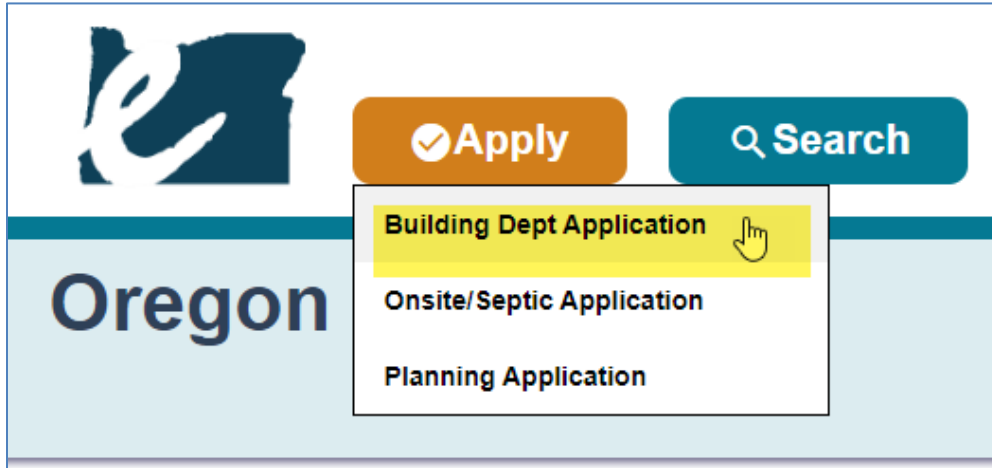 e
Apply
Search
Building Dept Application
Oregon
Onsite/Septic Application
Planning Application